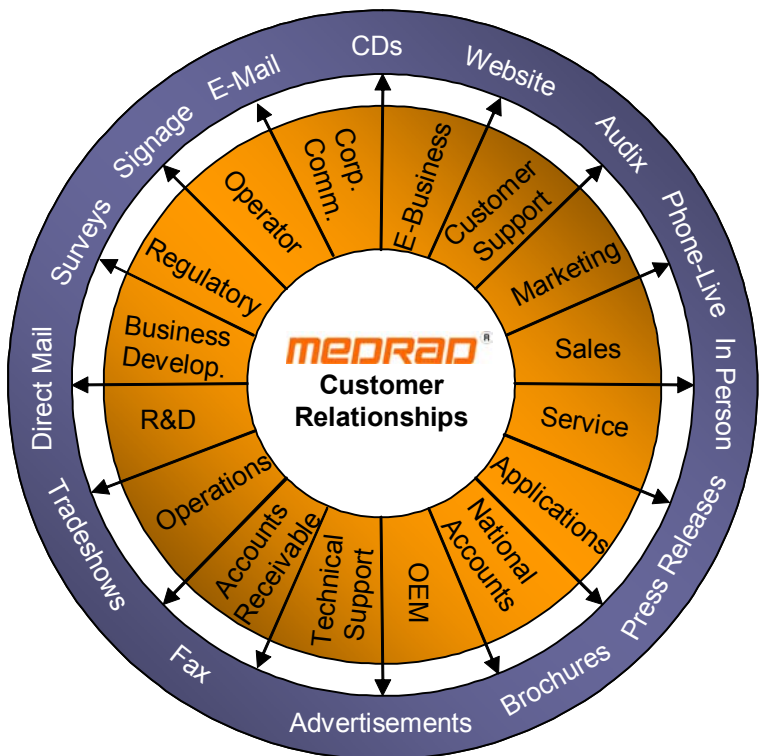 CDs
Website
Audix
Phone-Live
In Person
Press Releases
Brochures
Advertisements
Fax
Tradeshows
Direct Mail
Surveys
Signage
E-Mail
E-Business
Customer
Support
Marketing
Sales
Service
Applications
National
Accounts
OEM
Technical
Support
Accounts
Receivable
Operations
R&D
Business
Develop.
Regulatory
Operator
Corp.
Comm.
MEDRAD®
Customer
Relationships